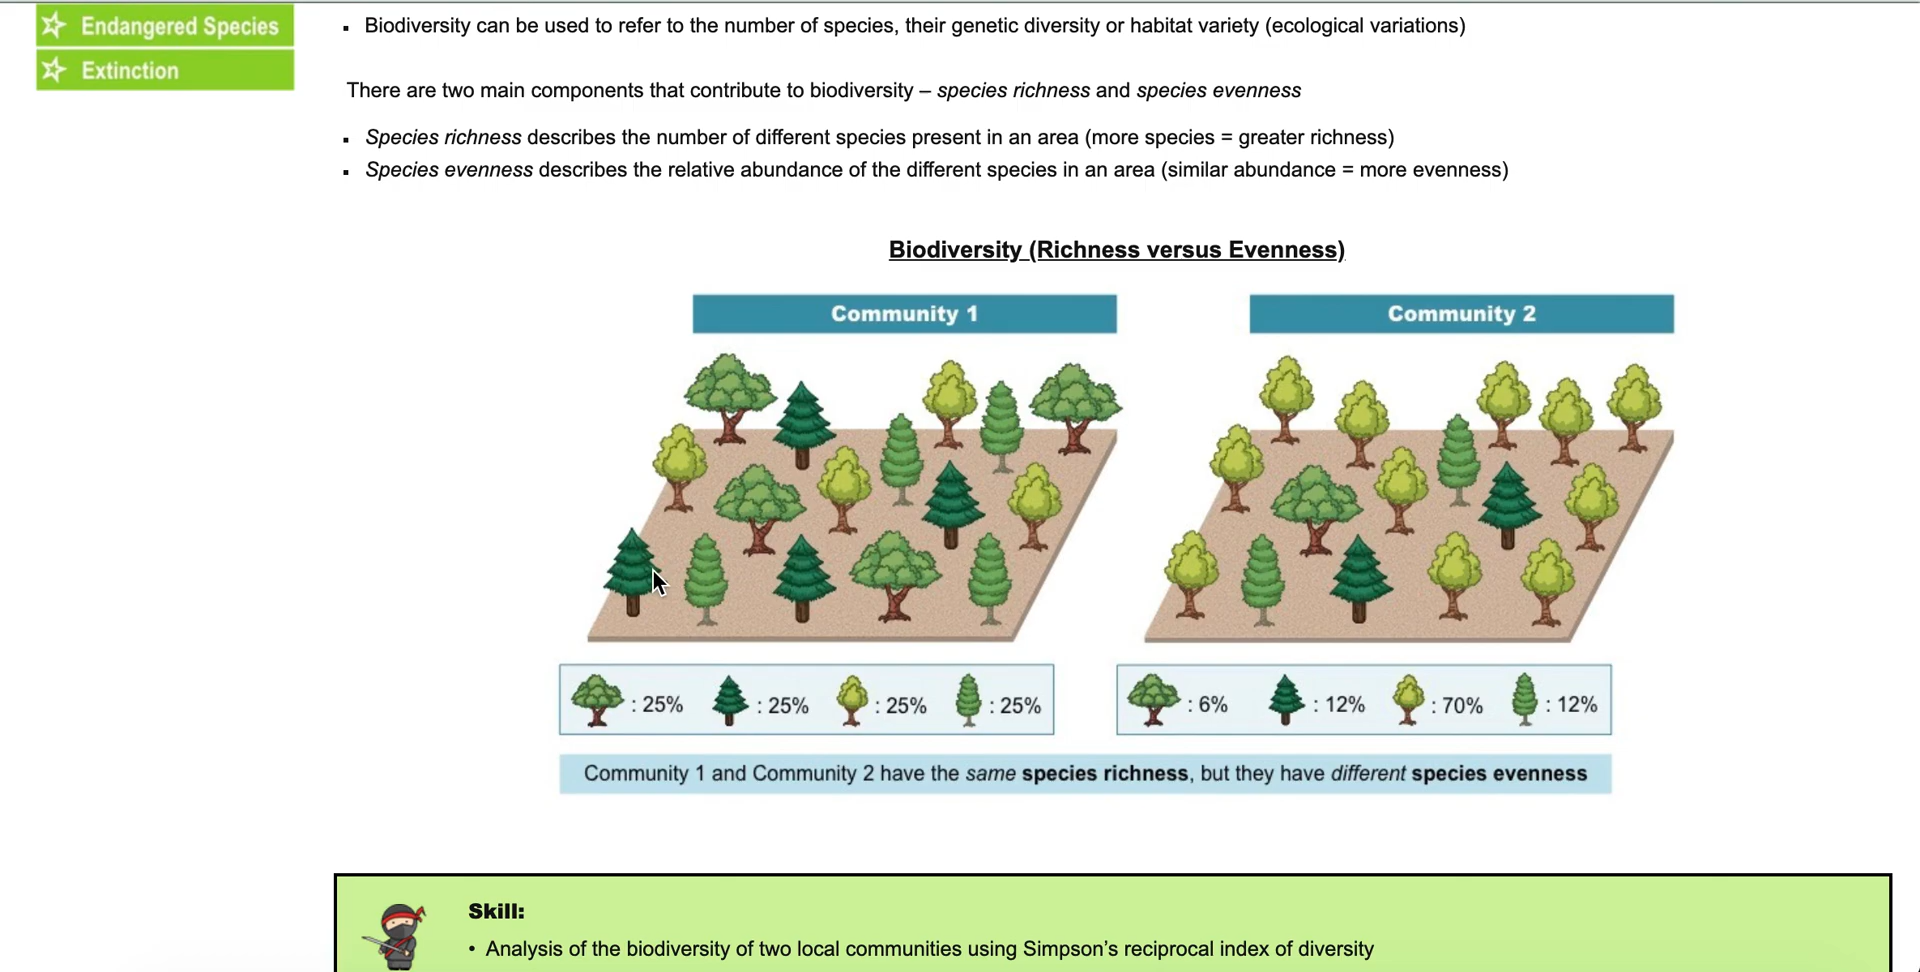 Endangered Species
Extinction
▪ Biodiversity can be used to refer to the number of species, their genetic diversity or habitat variety (ecological variations)
There are two main components that contribute to biodiversity – species richness and species evenness
▪ Species richness describes the number of different species present in an area (more species = greater richness)
▪ Species evenness describes the relative abundance of the different species in an area (similar abundance = more evenness)
Biodiversity (Richness versus Evenness)
Community 1
Community 2
: 25% : 25% : 25% : 25%
: 6% : 12% : 70% : 12%
Community 1 and Community 2 have the same species richness, but they have different species evenness
Skill:
• Analysis of the biodiversity of two local communities using Simpson’s reciprocal index of diversity